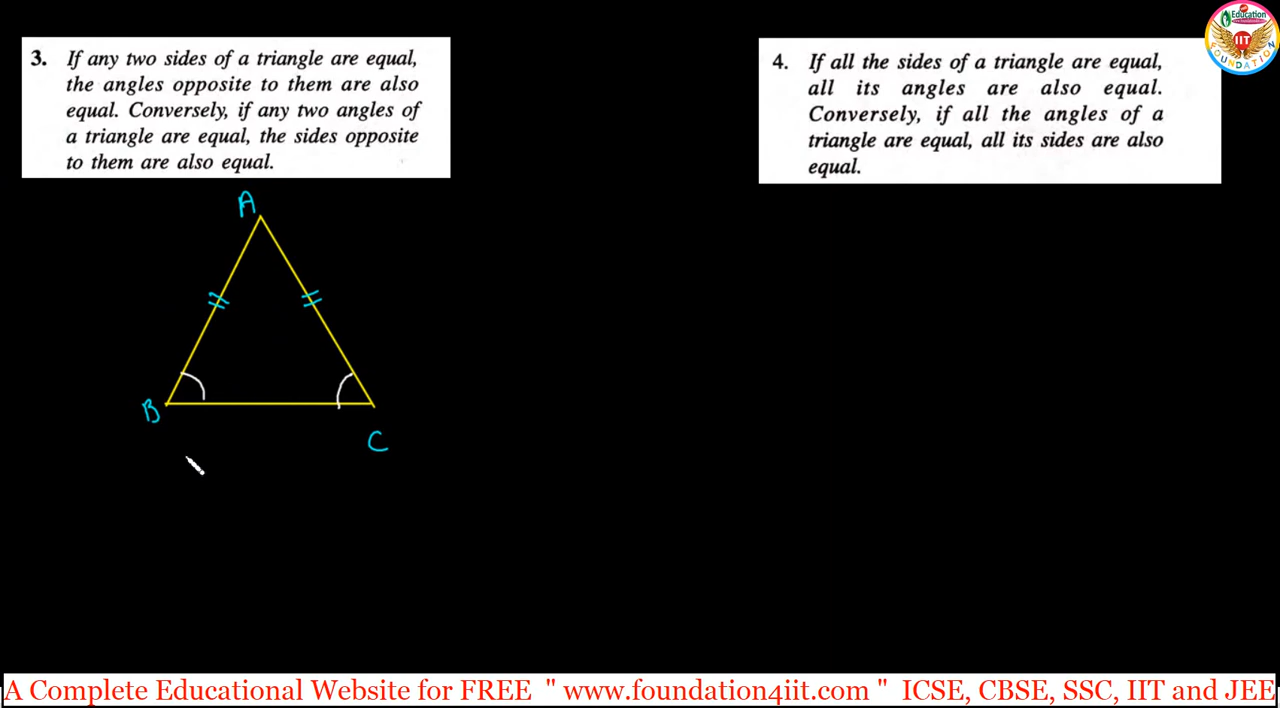 3. If any two sides of a triangle are equal,
the angles opposite to them are also
equal. Conversely, if any two angles of
a triangle are equal, the sides opposite
to them are also equal.
4. If all the sides of a triangle are equal,
all its angles are also equal.
Conversely, if all the angles of a
triangle are equal, all its sides are also
equal.
Education
IIT
FOUNDATION
A
B
C
A Complete Educational Website for FREE " www.foundation4iit.com " ICSE, CBSE, SSC, IIT and JEE